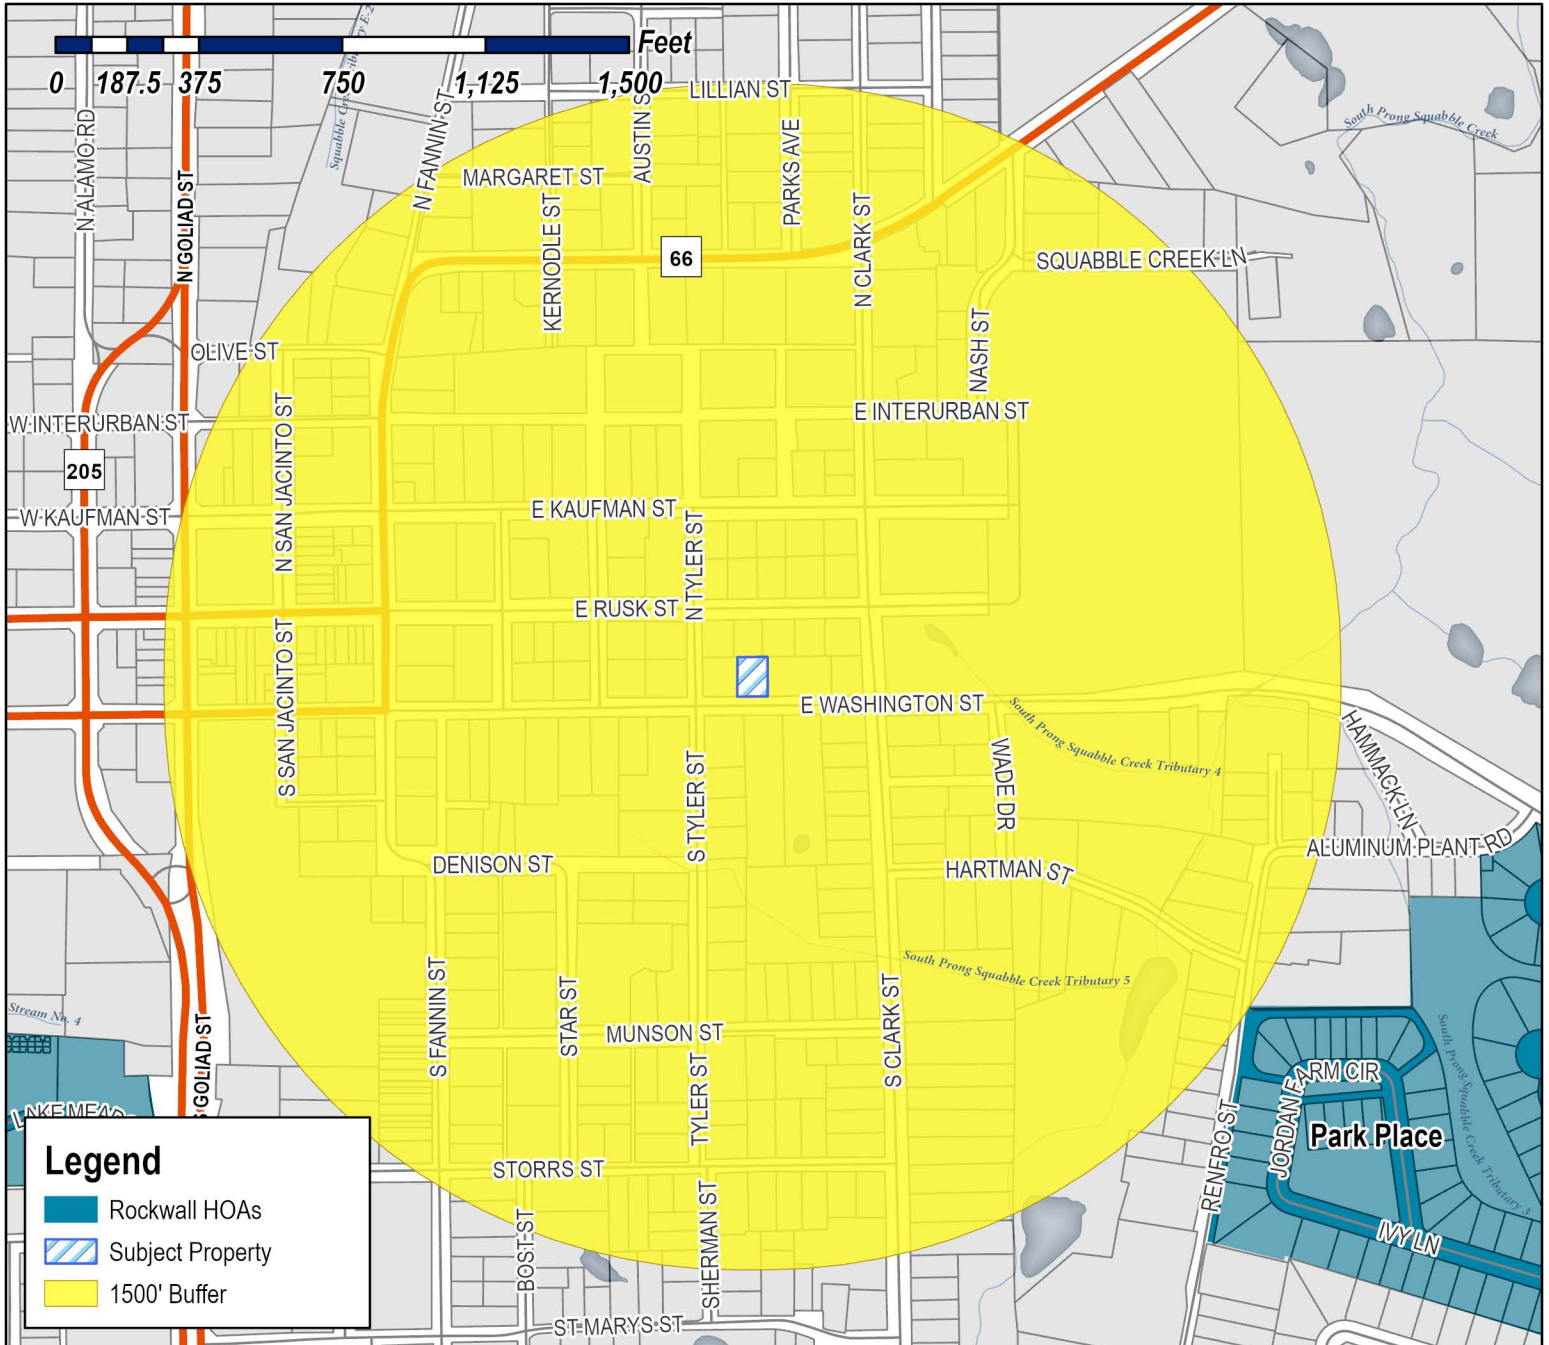 Feet
0 187.5 375 750 1,125 1,500
LILLIAN ST
N ALAMO RD
N GOLIAD ST
N FANNIN ST
AUSTIN ST
PARKS AVE
South Prong Squabble Creek
MARGARET ST
KERNODLE ST
N CLARK ST
66
SQUABBLE CREEK LN
NASH ST
OLIVE ST
W INTERURBAN ST
E INTERURBAN ST
N SAN JACINTO ST
205
W KAUFMAN ST
E KAUFMAN ST
N TYLER ST
E RUSK ST
S SAN JACINTO ST
E WASHINGTON ST
South Prong Squabble Creek Tributary 4
HAMMACK LN
WADE DR
S TYLER ST
ALUMINUM PLANT RD
DENISON ST
HARTMAN ST
South Prong Squabble Creek Tributary 5
S FANNIN ST
STAR ST
S CLARK ST
Stream No. 4
S GOLIAD ST
MUNSON ST
TYLER ST
South Prong Squabble Creek Tributary 3
JORDAN FARM CIR
RENFRO ST
Park Place
STORRS ST
BOST ST
SHERMAN ST
IVY LN
ST MARYS ST
Legend
Rockwall HOAs
Subject Property
1500' Buffer